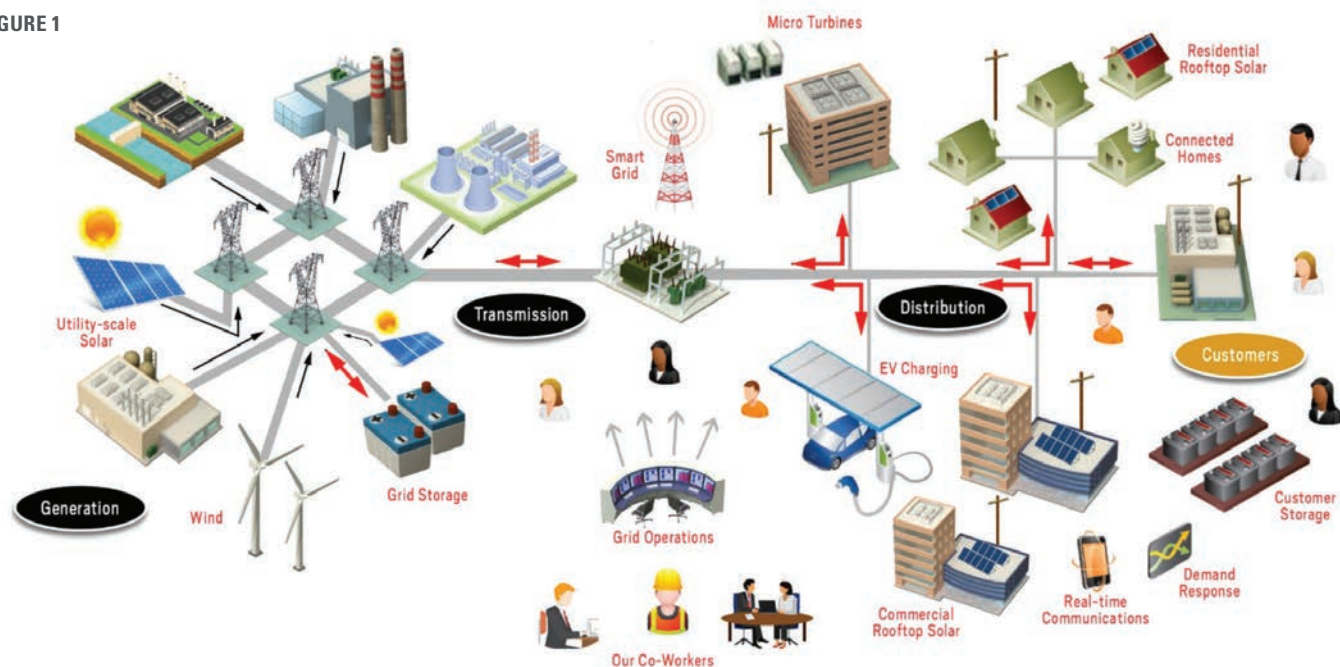 GURE 1
Micro Turbines
Residential
Rooftop Solar
Smart
Grid
Connected
Homes
Utility-scale
Solar
Transmission
Distribution
Customers
EV Charging
Generation
Wind
Grid Storage
Grid Operations
Customer
Storage
Commercial
Rooftop Solar
Real-time
Communications
Demand
Response
Our Co-Workers